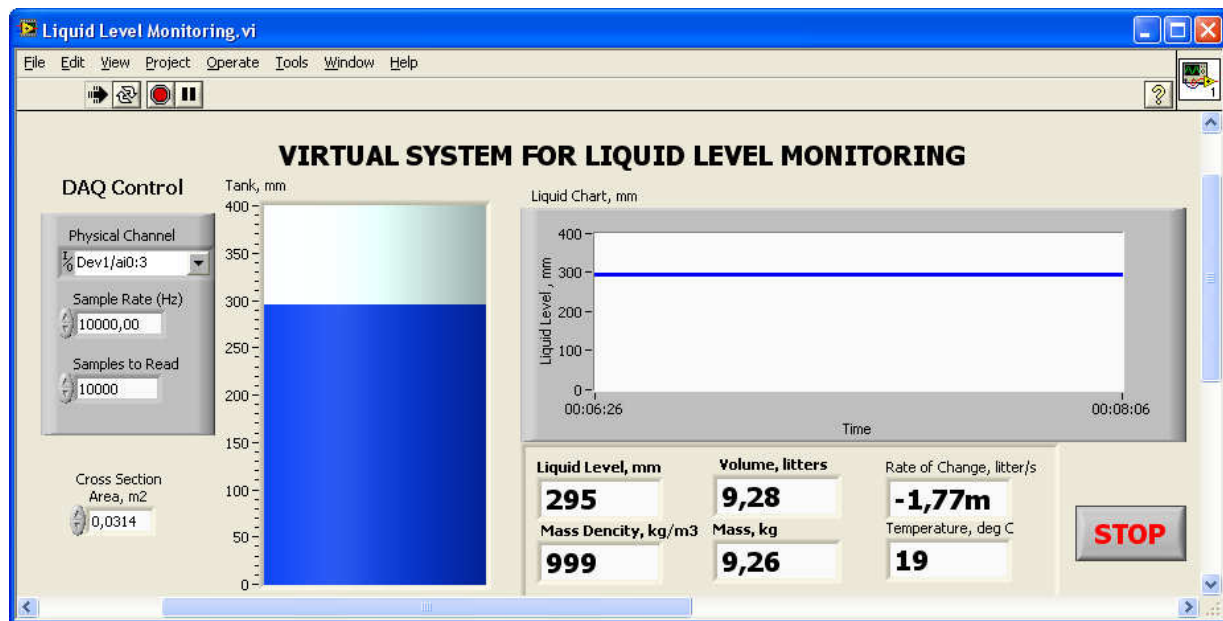 Liquid Level Monitoring.vi
File Edit View Project Operate Tools Window Help
1
VIRTUAL SYSTEM FOR LIQUID LEVEL MONITORING
DAQ Control
Physical Channel
I/O Dev1/ai0:3
Sample Rate (Hz)
10000,00
Samples to Read
10000
Cross Section
Area, m2
0,0314
Tank, mm
400
350
300
250
200
150
100
50
0
Liquid Chart, mm
Liquid Level , mm
400
300
200
100
0
00:06:26 00:08:06
Time
Liquid Level, mm Volume, litters Rate of Change, litter/s
295 9,28 -1,77m
Mass Dencity, kg/m3 Mass, kg Temperature, deg C
999 9,26 19
STOP